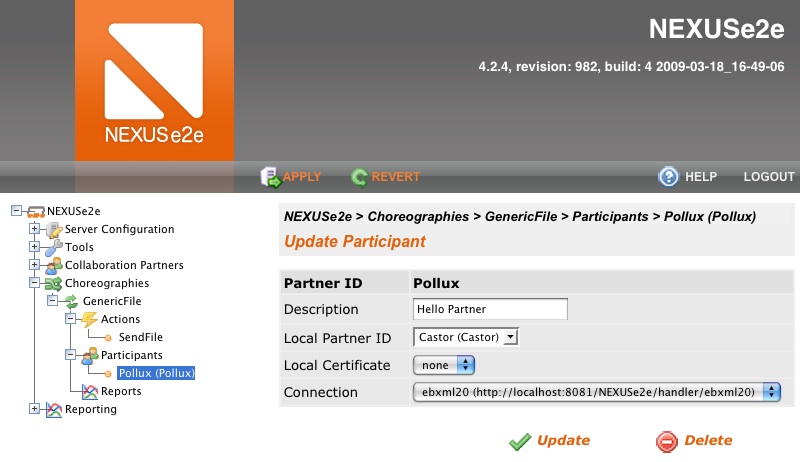 NEXUSe2e
4.2.4, revision: 982, build: 4 2009-03-18_16-49-06
NEXUSe2e
APPLY REVERT HELP LOGOUT
NEXUSe2e
Server Configuration
Tools
Collaboration Partners
Choreographies
GenericFile
Actions
SendFile
Participants
Pollux (Pollux)
Reports
Reporting
NEXUSe2e > Choreographies > GenericFile > Participants > Pollux (Pollux)
Update Participant
Partner ID Pollux
Description Hello Partner
Local Partner ID Castor (Castor)
Local Certificate none
Connection ebxml20 (http://localhost:8081/NEXUSe2e/handler/ebxml20)
Update Delete